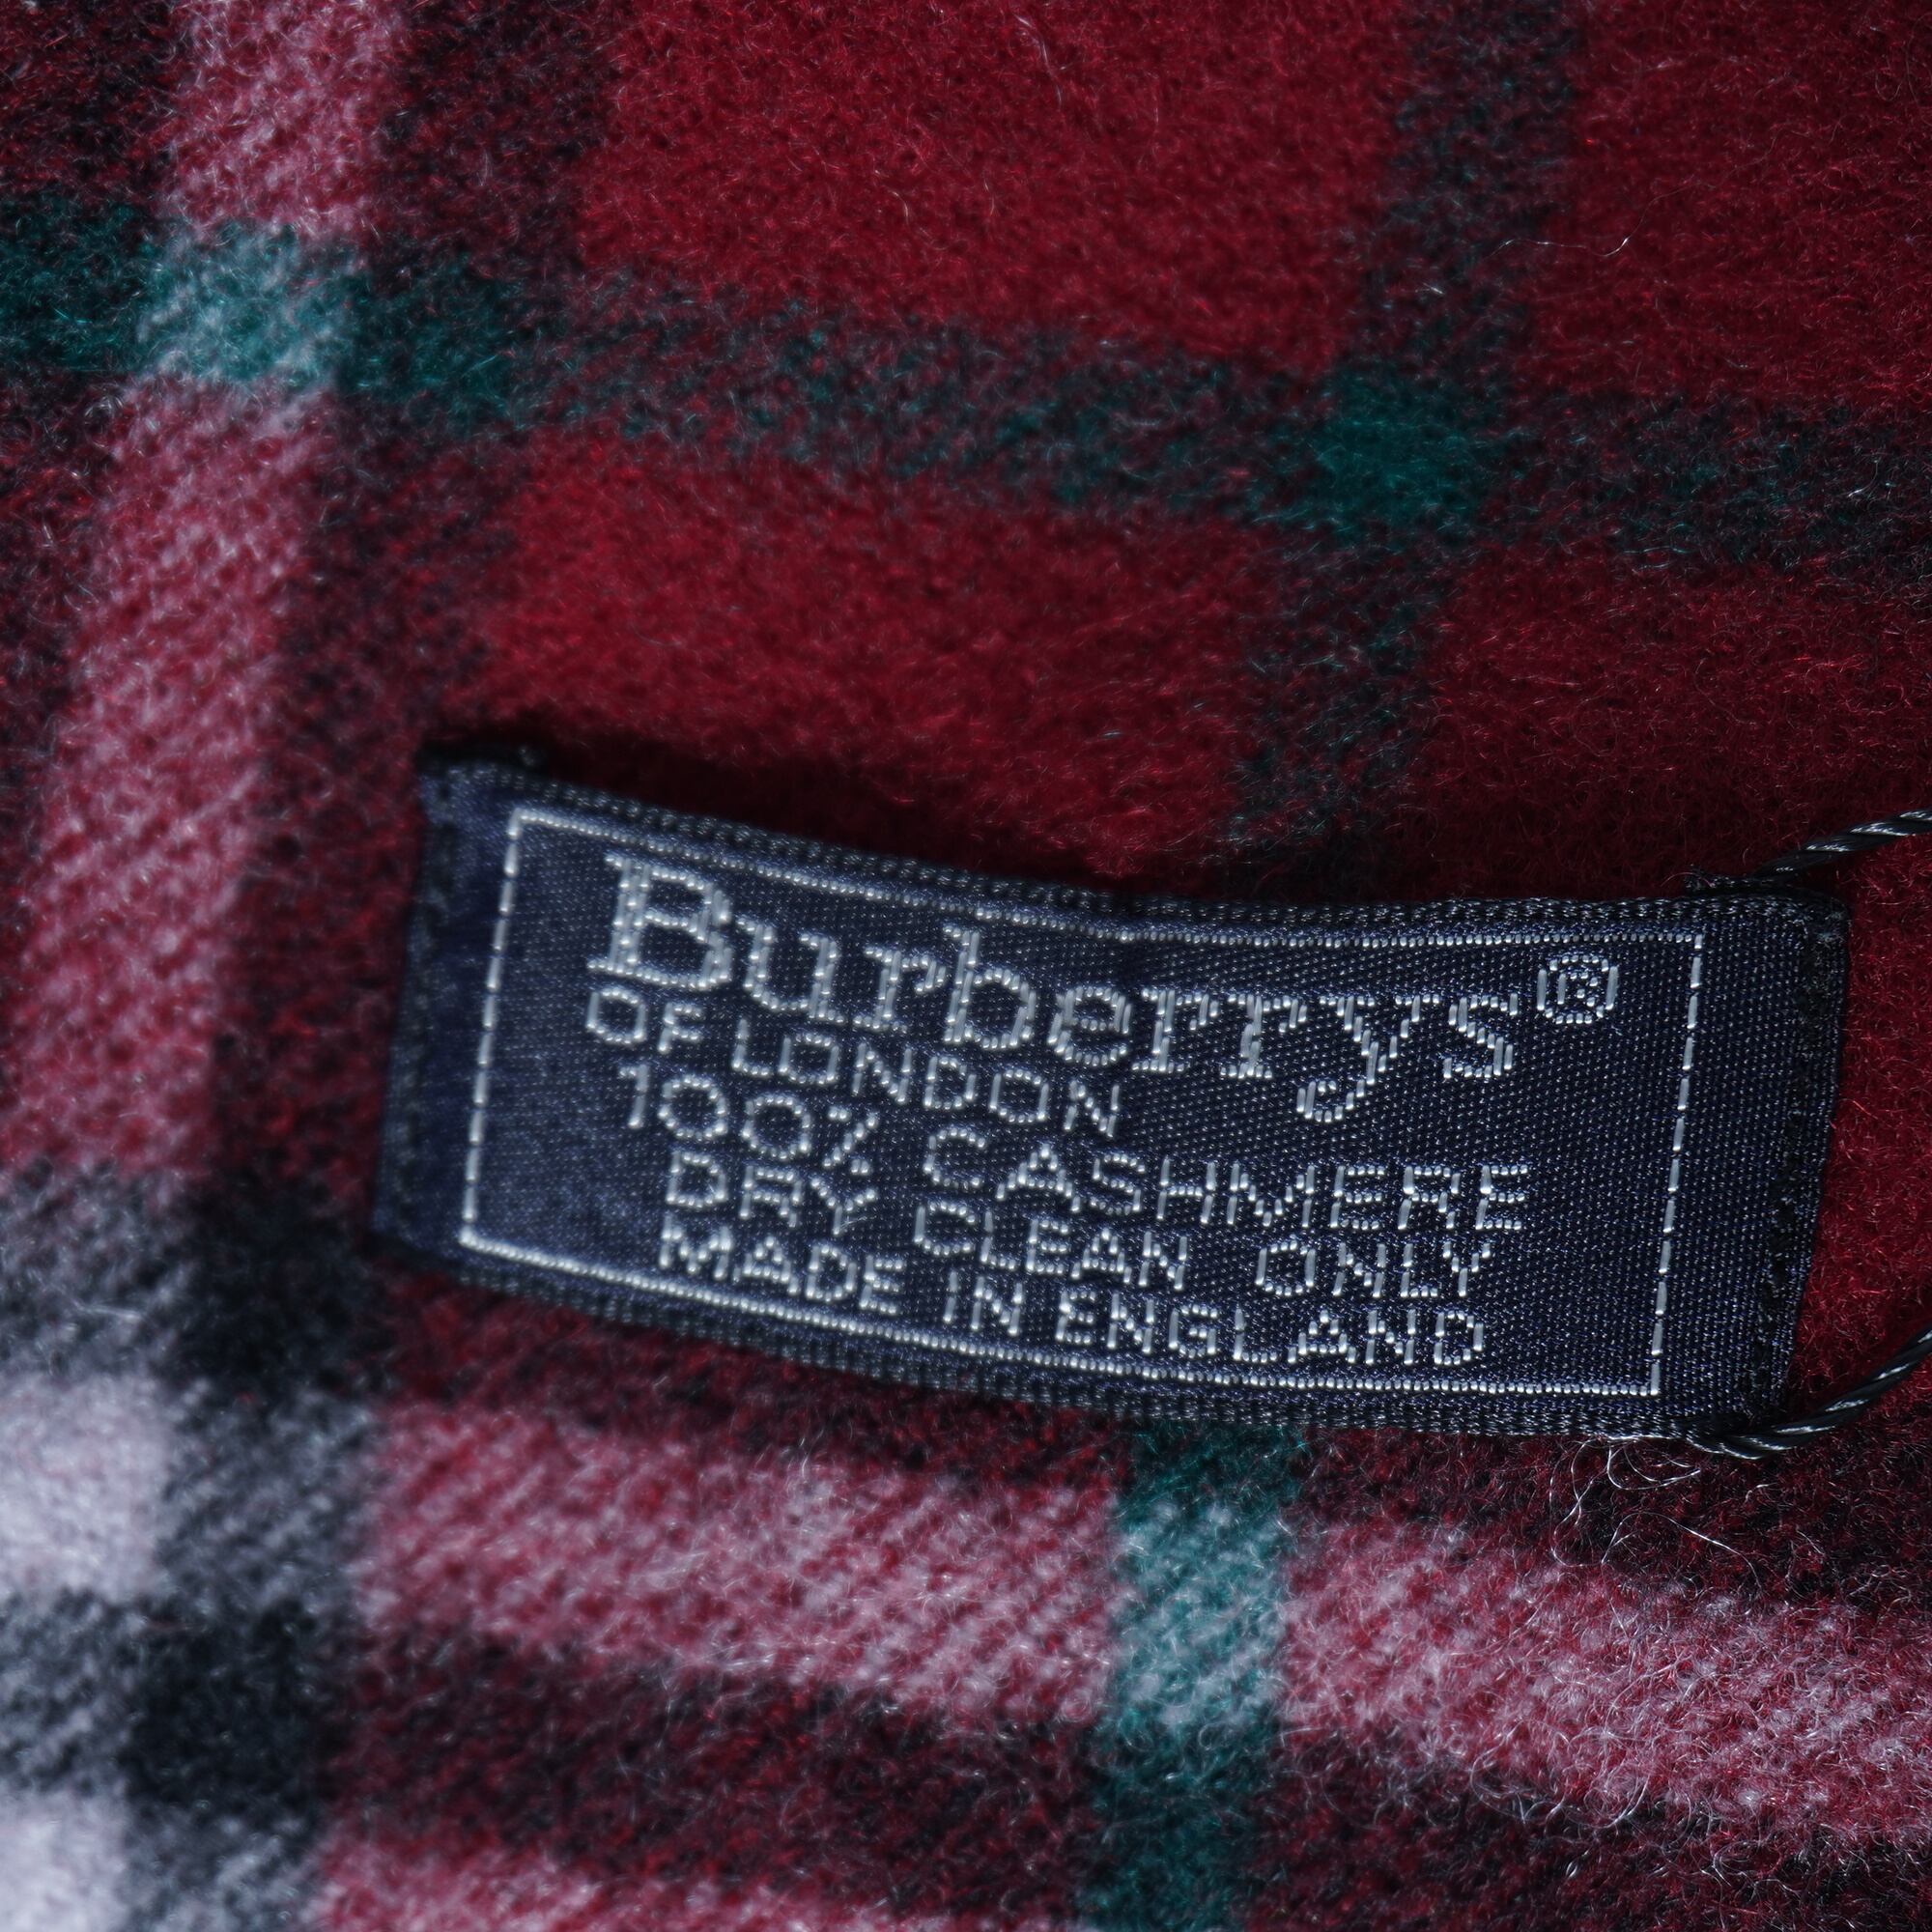 Burberrys®
OF LONDON
100% CASHMERE
DRY CLEAN ONLY
MADE IN ENGLAND